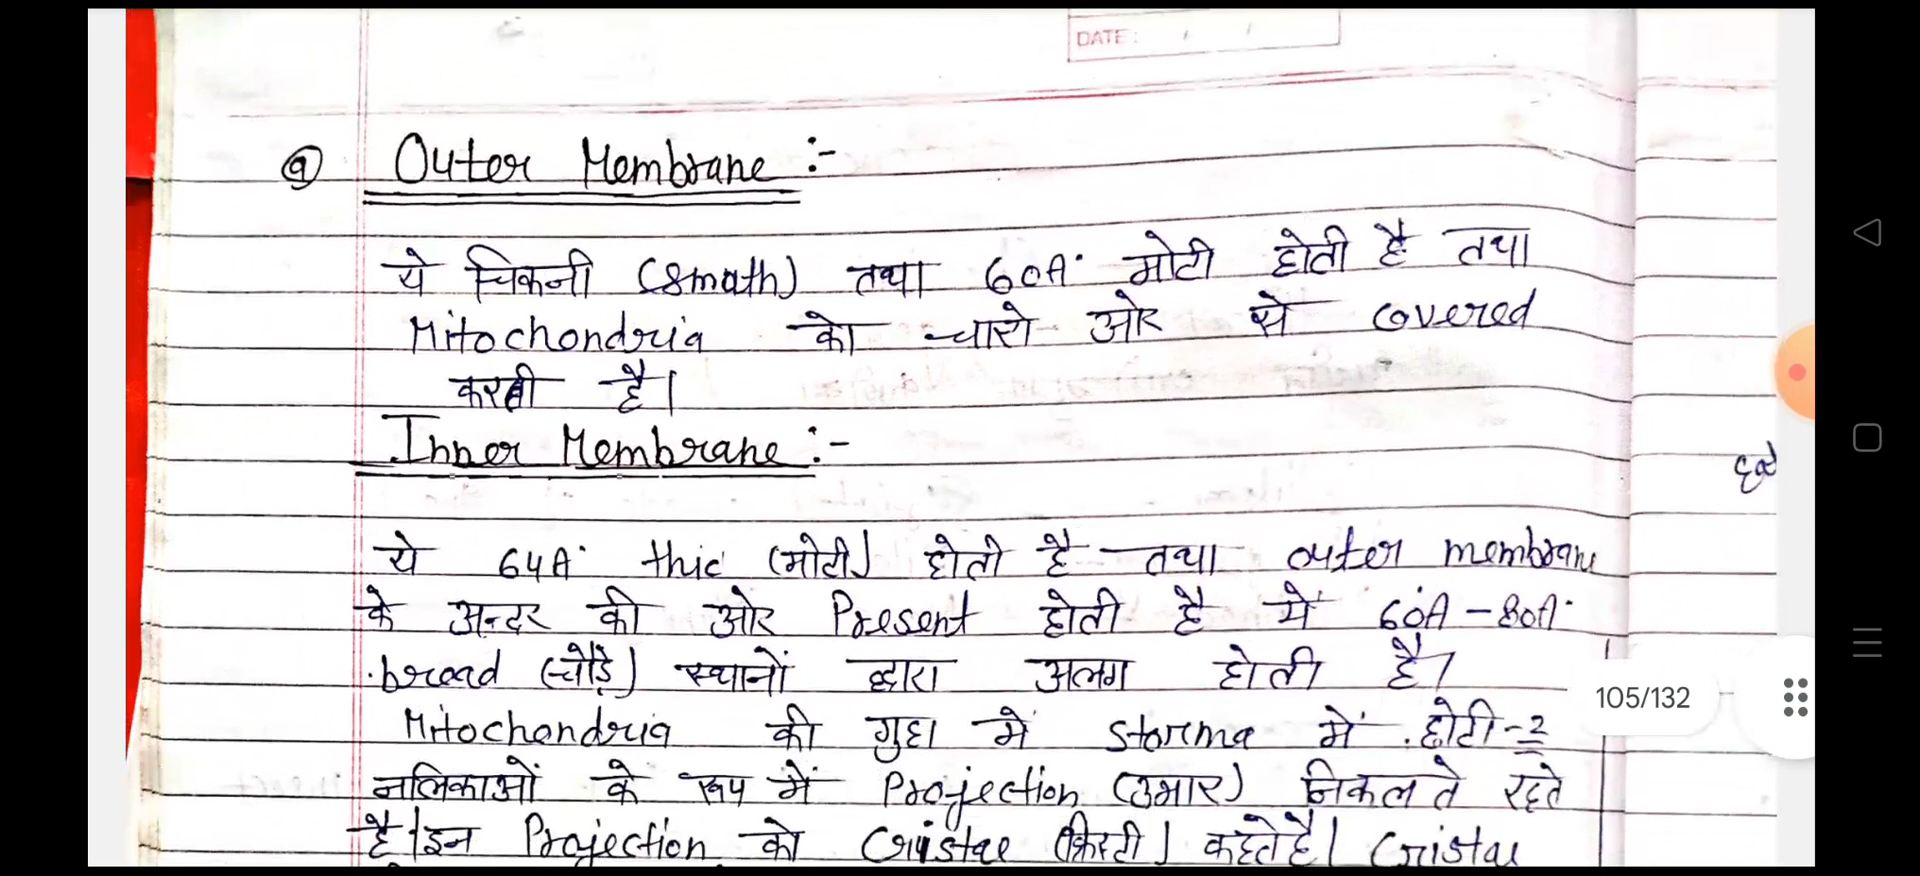 DATE: / /
(a) Outer Membrane :-
ये चिकनी (Smath) तथा 60A° मोटी होती है तथा
Mitochondria को चारो ओर से covered
करती है।
Inner Membrane :-
ये 64A° thic (मोटी) होती है तथा outer membrane
के अन्दर की ओर Present होती है में 60A - 80A°
broad (चौड़े) स्थानों द्वारा अलग होती है।
105/132
Mitochondria की गुहा में storma में छोटी-2
नलिकाओं के रूप में Projection (उभार) निकलते रहते
है। इन Projection को Cristae (क्रिस्टी) कहते है। Cristae